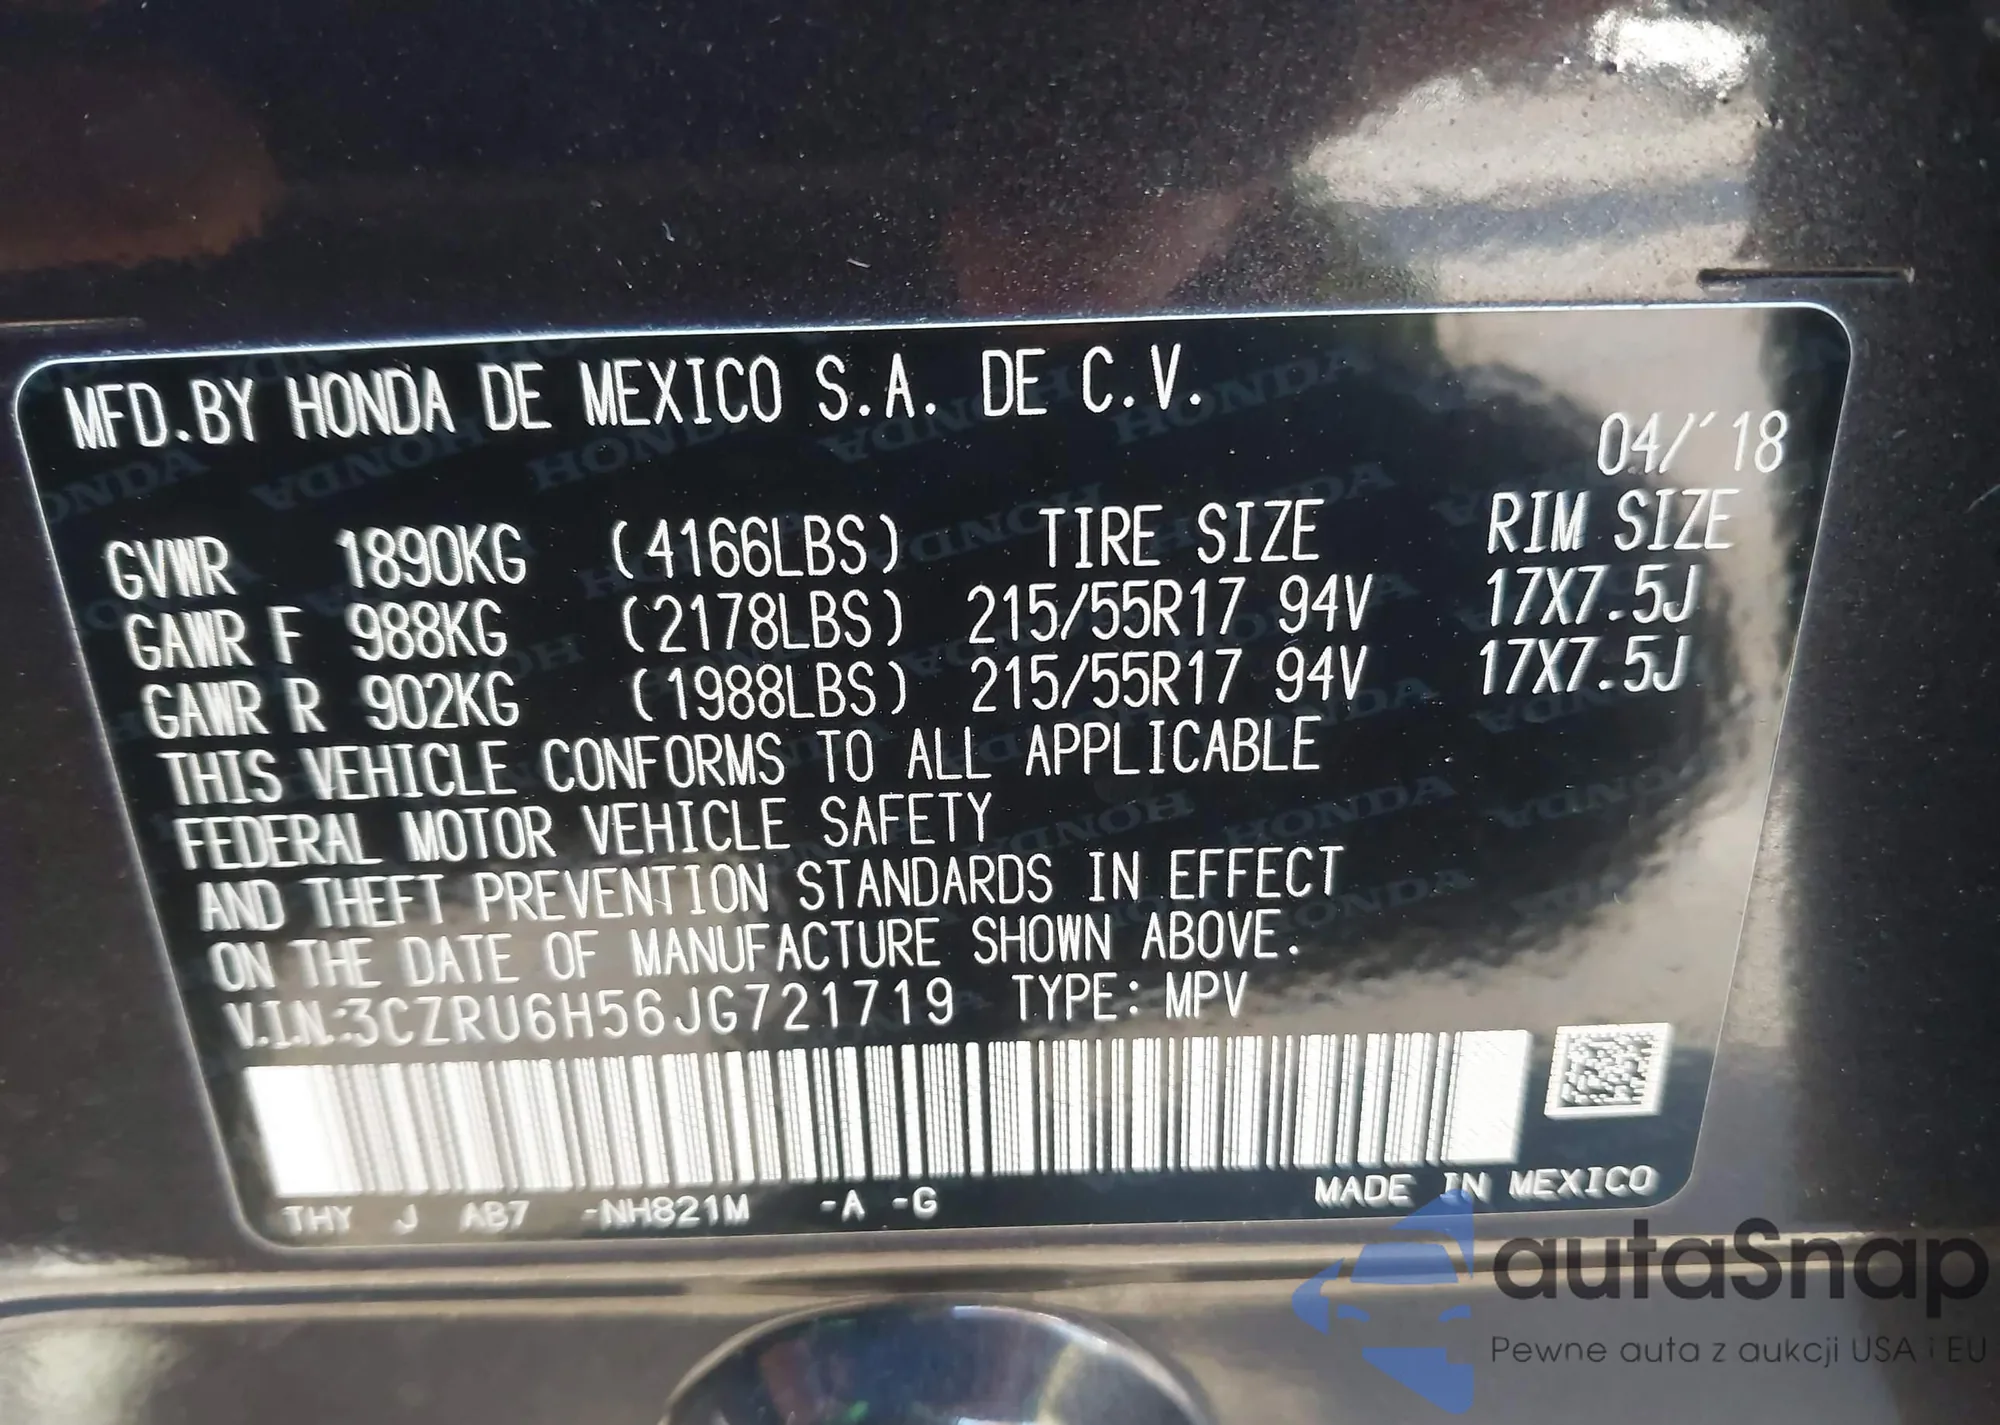 MFD.BY HONDA DE MEXICO S.A. DE C.V.
04/'18
GVWR 1890KG (4166LBS) TIRE SIZE RIM SIZE
GAWR F 988KG (2178LBS) 215/55R17 94V 17X7.5J
GAWR R 902KG (1988LBS) 215/55R17 94V 17X7.5J
THIS VEHICLE CONFORMS TO ALL APPLICABLE
FEDERAL MOTOR VEHICLE SAFETY
AND THEFT PREVENTION STANDARDS IN EFFECT
ON THE DATE OF MANUFACTURE SHOWN ABOVE.
V.I.N.:3CZRU6H56JG721719 TYPE: MPV
THY J AB7 -NH821M -A -G MADE IN MEXICO
autaSnap
Pewne auta z aukcji USA i EU